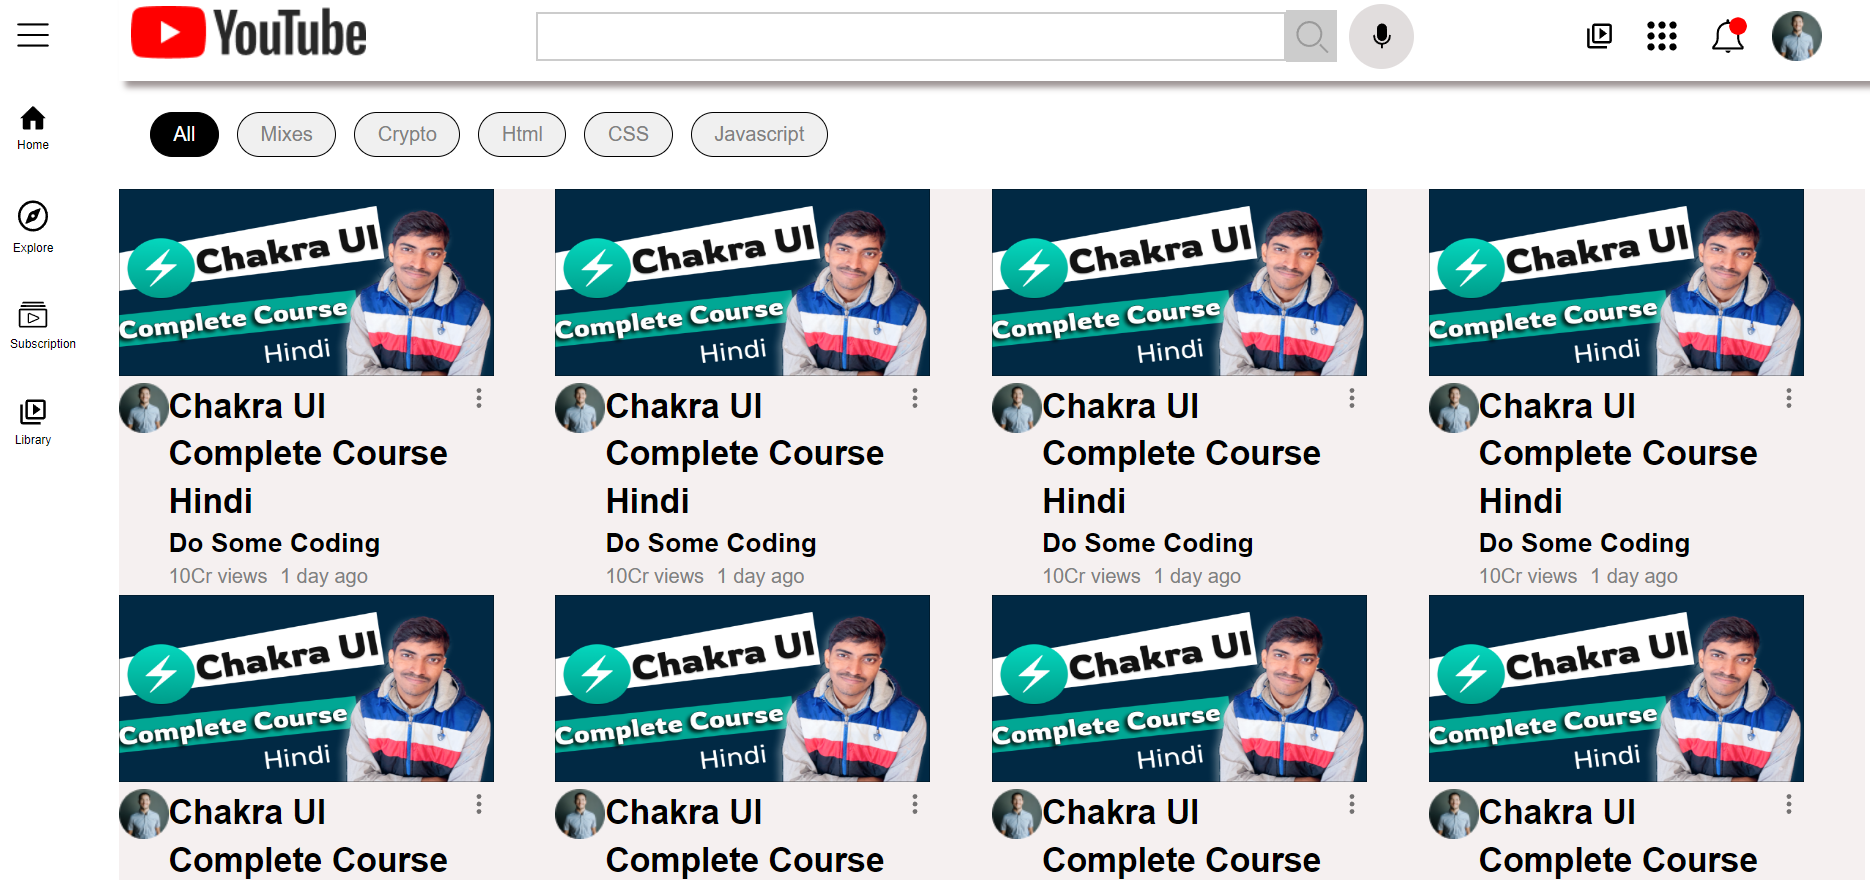 YouTube
Home
Explore
Subscription
Library
All
Mixes
Crypto
Html
CSS
Javascript
Chakra UI
Complete Course
Hindi
Chakra UI
Complete Course
Hindi
Do Some Coding
10Cr views 1 day ago
Chakra UI
Complete Course
Hindi
Chakra UI
Complete Course
Hindi
Do Some Coding
10Cr views 1 day ago
Chakra UI
Complete Course
Hindi
Chakra UI
Complete Course
Hindi
Do Some Coding
10Cr views 1 day ago
Chakra UI
Complete Course
Hindi
Chakra UI
Complete Course
Hindi
Do Some Coding
10Cr views 1 day ago
Chakra UI
Complete Course
Hindi
Chakra UI
Complete Course
Chakra UI
Complete Course
Hindi
Chakra UI
Complete Course
Chakra UI
Complete Course
Hindi
Chakra UI
Complete Course
Chakra UI
Complete Course
Hindi
Chakra UI
Complete Course